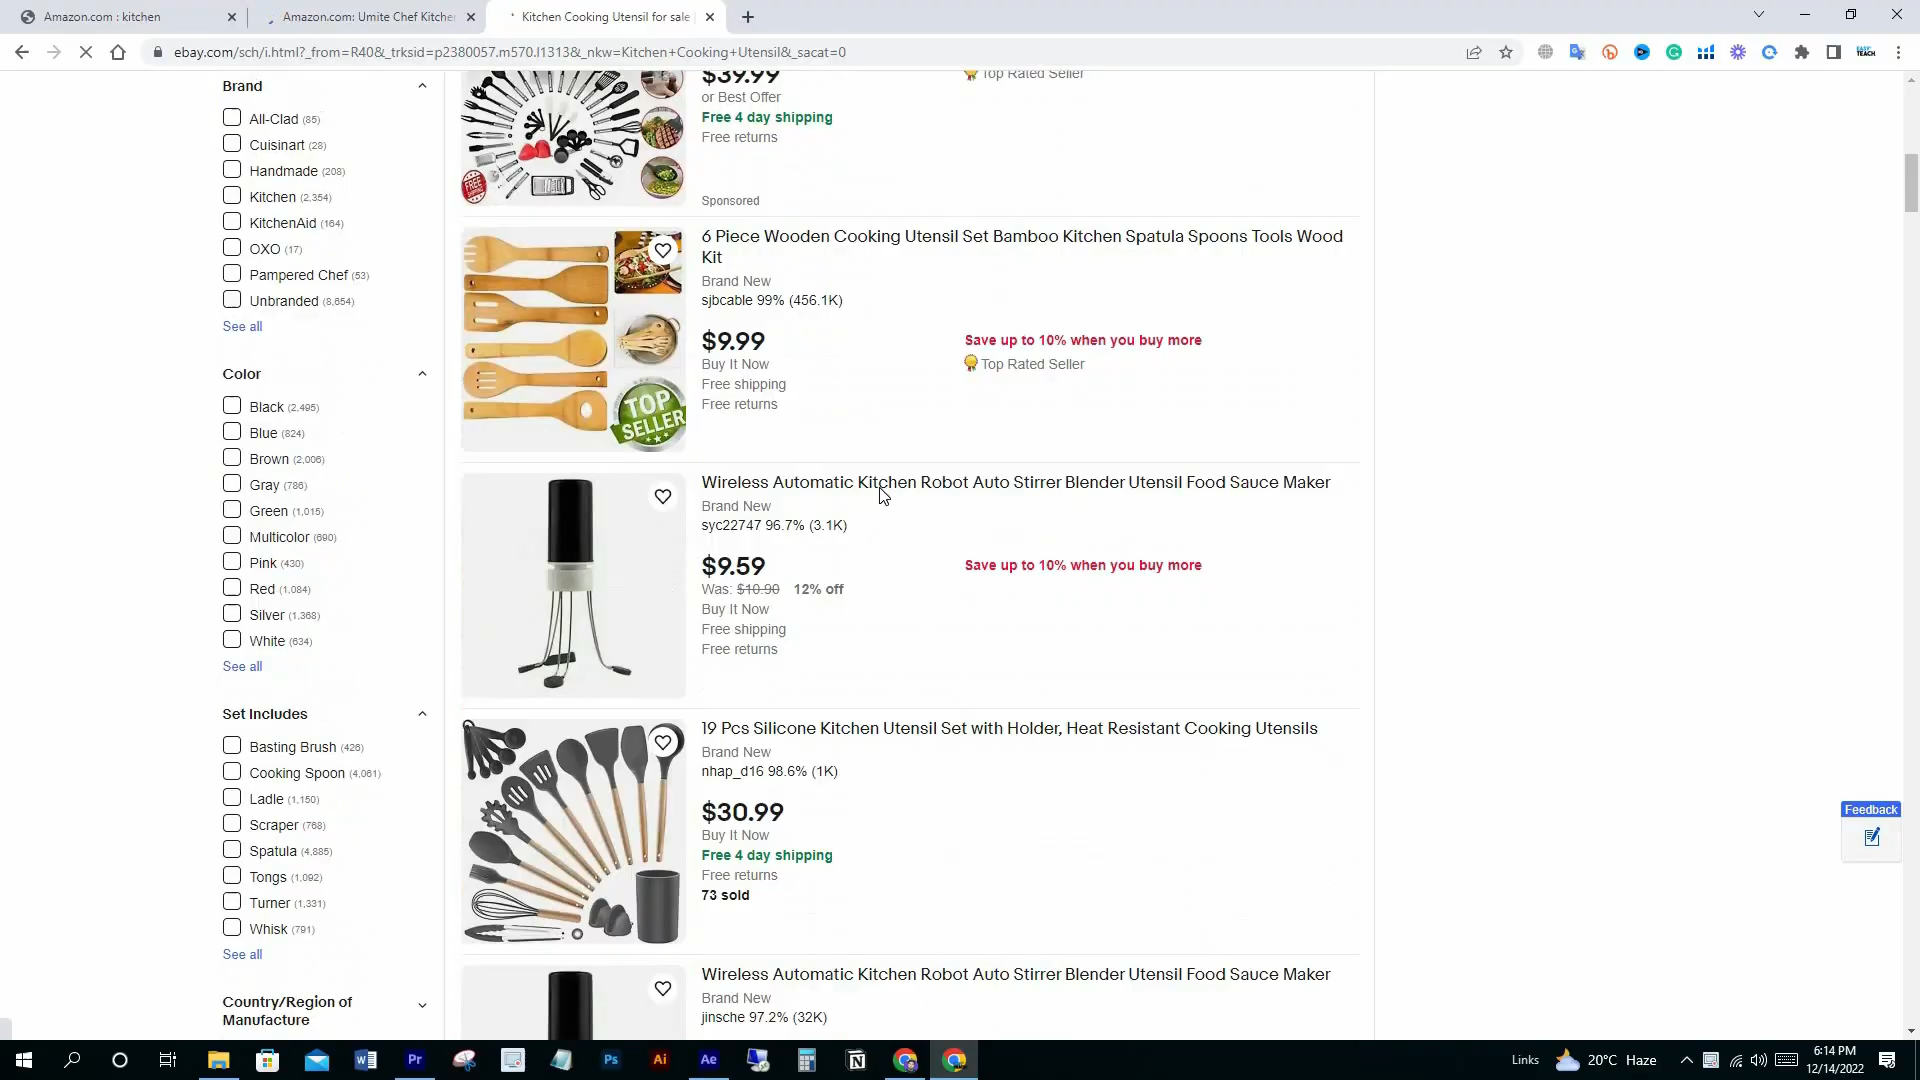 Amazon.com : kitchen
Amazon.com: Umite Chef Kitchen
Kitchen Cooking Utensil for sale
ebay.com/sch/i.html?_from=R40&_trksid=p2380057.m570.l1313&_nkw=Kitchen+Cooking+Utensil&_sacat=0
Brand
All-Clad (85)
Cuisinart (28)
Handmade (208)
Kitchen (2,354)
KitchenAid (164)
OXO (17)
Pampered Chef (53)
Unbranded (8,654)
See all
Color
Black (2,495)
Blue (824)
Brown (2,006)
Gray (786)
Green (1,015)
Multicolor (690)
Pink (430)
Red (1,084)
Silver (1,368)
White (634)
See all
Set Includes
Basting Brush (426)
Cooking Spoon (4,061)
Ladle (1,150)
Scraper (768)
Spatula (4,885)
Tongs (1,092)
Turner (1,331)
Whisk (791)
See all
Country/Region of
Manufacture
FREE
$39.99
Top Rated Seller
or Best Offer
Free 4 day shipping
Free returns
Sponsored
TOP
SELLER
6 Piece Wooden Cooking Utensil Set Bamboo Kitchen Spatula Spoons Tools Wood
Kit
Brand New
sjbcable 99% (456.1K)
$9.99
Save up to 10% when you buy more
Buy It Now
Top Rated Seller
Free shipping
Free returns
Wireless Automatic Kitchen Robot Auto Stirrer Blender Utensil Food Sauce Maker
Brand New
syc22747 96.7% (3.1K)
$9.59
Save up to 10% when you buy more
Was: $10.90 12% off
Buy It Now
Free shipping
Free returns
19 Pcs Silicone Kitchen Utensil Set with Holder, Heat Resistant Cooking Utensils
Brand New
nhap_d16 98.6% (1K)
$30.99
Buy It Now
Free 4 day shipping
Free returns
73 sold
Wireless Automatic Kitchen Robot Auto Stirrer Blender Utensil Food Sauce Maker
Brand New
jinsche 97.2% (32K)
Feedback
Pr
Ps
Ai
Ae
Links
20°C Haze
6:14 PM
12/14/2022